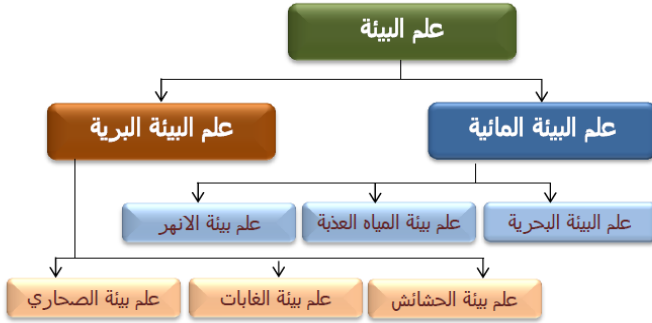 علم البيئة
علم البيئة المائية
علم البيئة البرية
علم البيئة البحرية
علم بيئة المياه العذبة
علم بيئة الانهر
علم بيئة الحشائش
علم بيئة الغابات
علم بيئة الصحاري